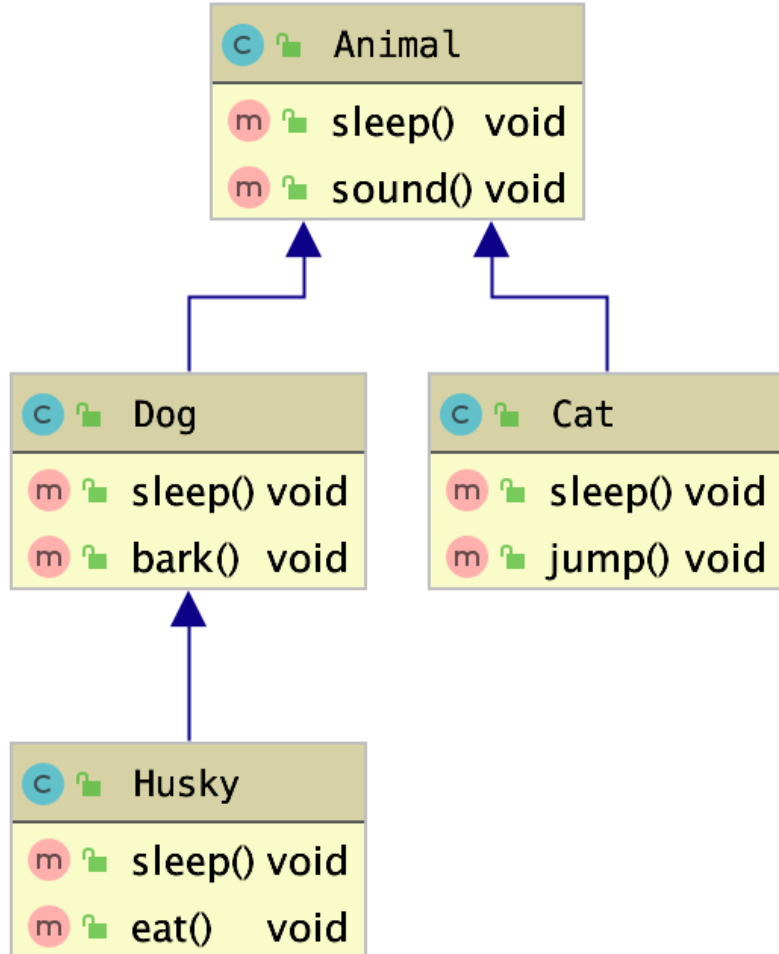 C Animal
m sleep() void
m sound() void
C Dog
m sleep() void
m bark() void
C Cat
m sleep() void
m jump() void
C Husky
m sleep() void
m eat() void